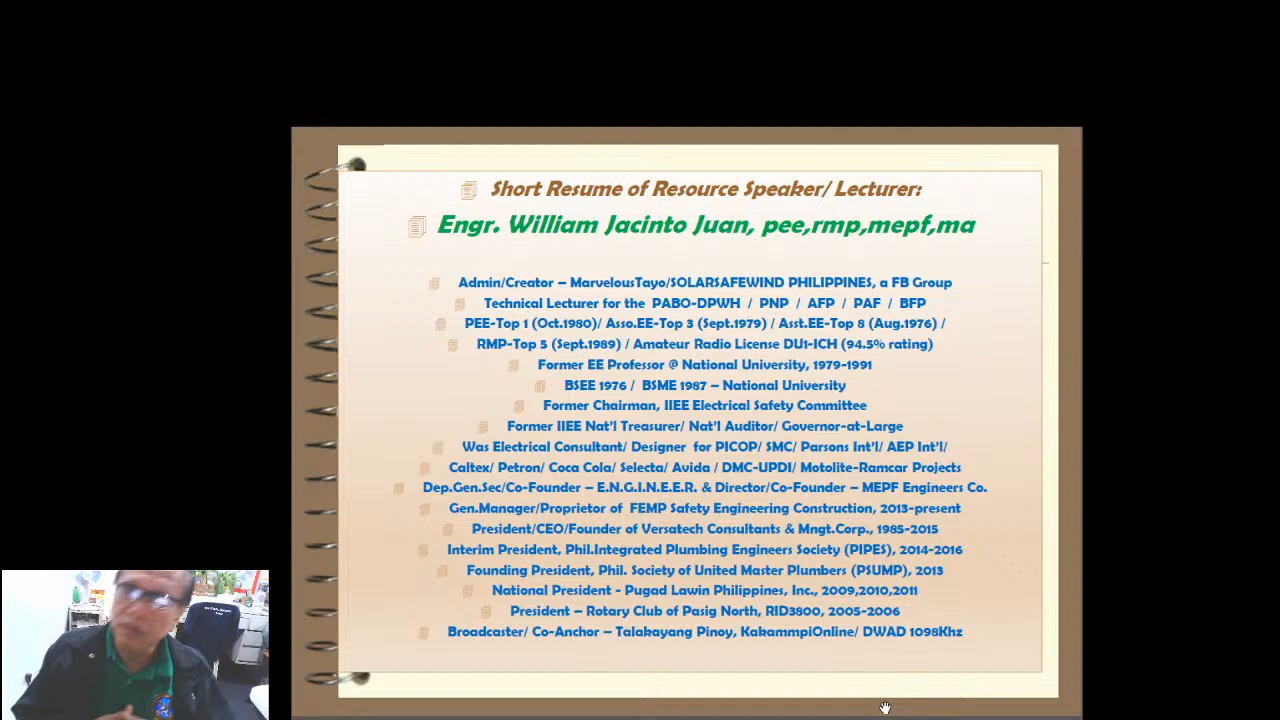 Short Resume of Resource Speaker/ Lecturer:
Engr. William Jacinto Juan, pee,rmp,mepf,ma
Admin/Creator – MarvelousTayo/SOLARSAFEWIND PHILIPPINES, a FB Group
Technical Lecturer for the PABO-DPWH / PNP / AFP / PAF / BFP
PEE-Top 1 (Oct.1980)/ Asso.EE-Top 3 (Sept.1979) / Asst.EE-Top 8 (Aug.1976) /
RMP-Top 5 (Sept.1989) / Amateur Radio License DU1-ICH (94.5% rating)
Former EE Professor @ National University, 1979-1991
BSEE 1976 / BSME 1987 – National University
Former Chairman, IIEE Electrical Safety Committee
Former IIEE Nat'l Treasurer/ Nat'l Auditor/ Governor-at-Large
Was Electrical Consultant/ Designer for PICOP/ SMC/ Parsons Int'l/ AEP Int'l/
Caltex/ Petron/ Coca Cola/ Selecta/ Avida / DMC-UPDI/ Motolite-Ramcar Projects
Dep.Gen.Sec/Co-Founder – E.N.G.I.N.E.E.R. & Director/Co-Founder – MEPF Engineers Co.
Gen.Manager/Proprietor of FEMP Safety Engineering Construction, 2013-present
President/CEO/Founder of Versatech Consultants & Mngt.Corp., 1985-2015
Interim President, Phil.Integrated Plumbing Engineers Society (PIPES), 2014-2016
Founding President, Phil. Society of United Master Plumbers (PSUMP), 2013
National President - Pugad Lawin Philippines, Inc., 2009,2010,2011
President – Rotary Club of Pasig North, RID3800, 2005-2006
Broadcaster/ Co-Anchor – Talakayang Pinoy, KakammpiOnline/ DWAD 1098Khz